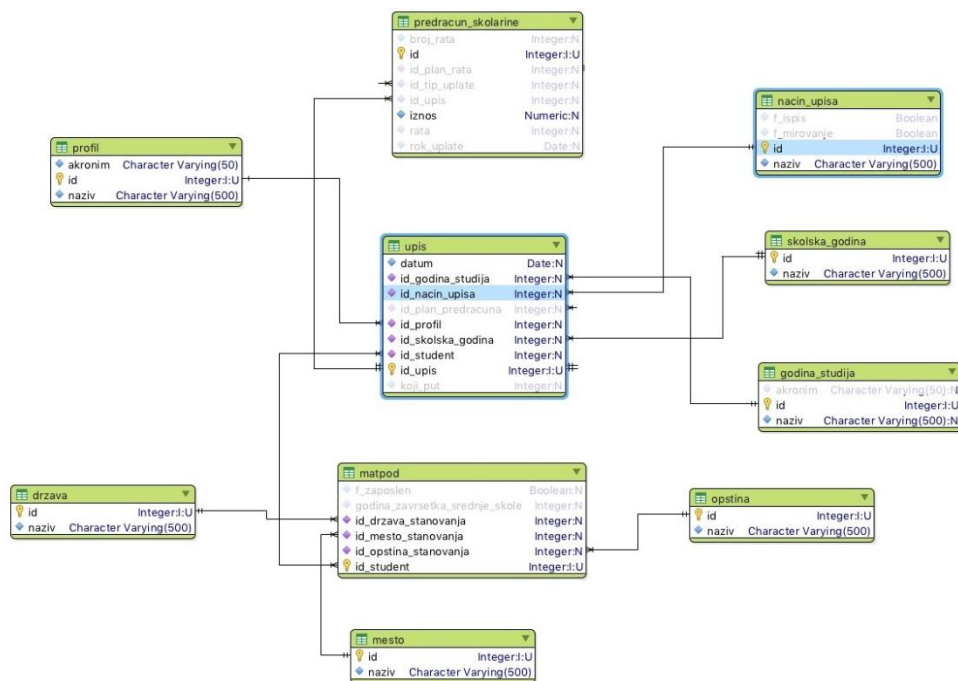 predracun_skolarine
broj_rata Integer:N
id Integer:I:U
id_plan_rata Integer:N
id_tip_uplate Integer:N
id_upis Integer:N
iznos Numeric:N
rata Integer:N
rok_uplate Date:N
nacin_upisa
f_ispis Boolean
f_mirovanje Boolean
id Integer:I:U
naziv Character Varying(500)
profil
akronim Character Varying(50)
id Integer:I:U
naziv Character Varying(500)
upis
datum Date:N
id_godina_studija Integer:N
id_nacin_upisa Integer:N
id_plan_predracuna Integer:N
id_profil Integer:N
id_skolska_godina Integer:N
id_student Integer:N
id_upis Integer:I:U
koji_put Integer:N
skolska_godina
id Integer:I:U
naziv Character Varying(500)
godina_studija
akronim Character Varying(50):N
id Integer:I:U
naziv Character Varying(500):N
drzava
id Integer:I:U
naziv Character Varying(500)
matpod
f_zaposlen Boolean:N
godina_zavrsetka_srednje_skole Integer:N
id_drzava_stanovanja Integer:N
id_mesto_stanovanja Integer:N
id_opstina_stanovanja Integer:N
id_student Integer:I:U
opstina
id Integer:I:U
naziv Character Varying(500)
mesto
id Integer:I:U
naziv Character Varying(500)